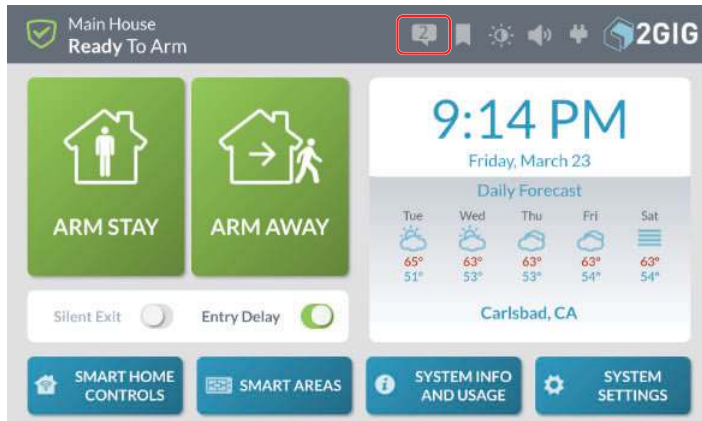 Main House
Ready To Arm
2
2GIG
ARM STAY
ARM AWAY
Silent Exit
Entry Delay
9:14 PM
Friday, March 23
Daily Forecast
Tue Wed Thu Fri Sat
65° 63° 63° 63° 63°
51° 53° 53° 54° 54°
Carlsbad, CA
SMART HOME
CONTROLS
SMART AREAS
SYSTEM INFO
AND USAGE
SYSTEM
SETTINGS